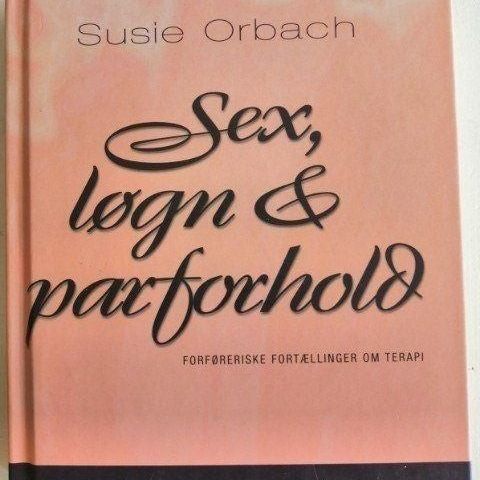 Susie Orbach
Sex,
løgn &
parforhold
FORFØRERISKE FORTÆLLINGER OM TERAPI